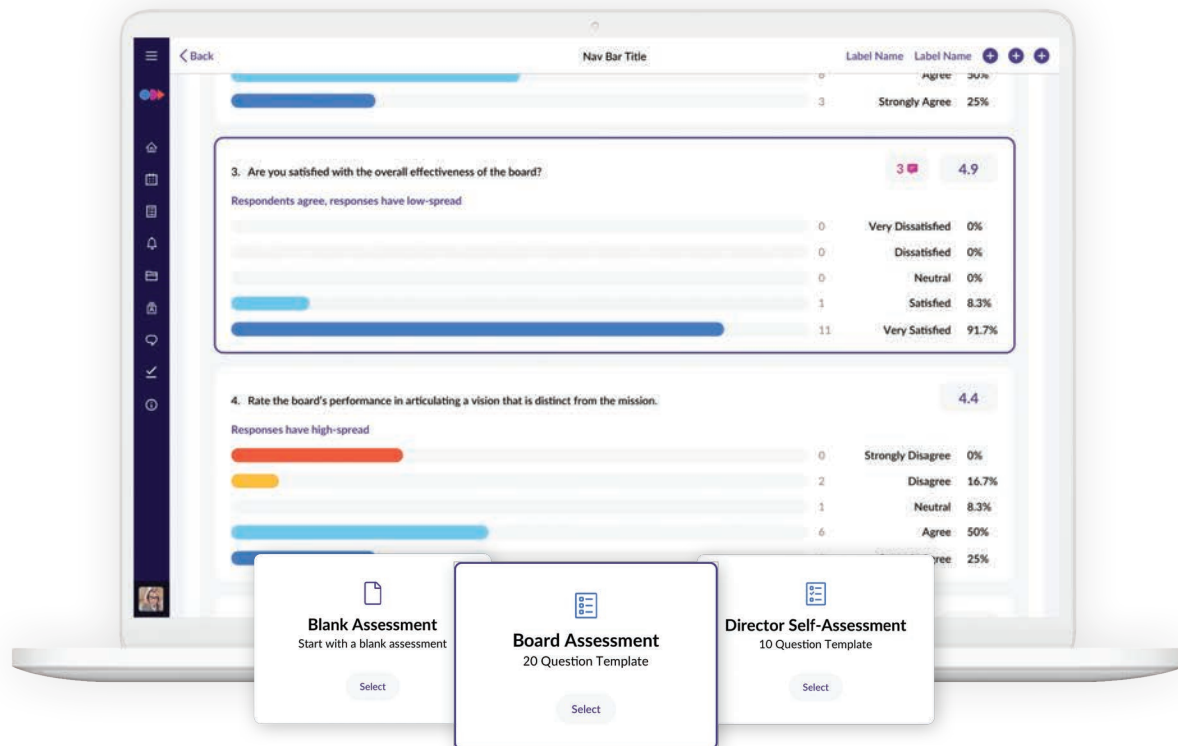 Back
Nav Bar Title
Label Name Label Name
6 Agree 50%
3 Strongly Agree 25%
3. Are you satisfied with the overall effectiveness of the board?
3 4.9
Respondents agree, responses have low-spread
0 Very Dissatisfied 0%
0 Dissatisfied 0%
0 Neutral 0%
1 Satisfied 8.3%
11 Very Satisfied 91.7%
4. Rate the board's performance in articulating a vision that is distinct from the mission.
4.4
Responses have high-spread
0 Strongly Disagree 0%
2 Disagree 16.7%
1 Neutral 8.3%
6 Agree 50%
25%
Blank Assessment
Start with a blank assessment
Select
Board Assessment
20 Question Template
Select
Director Self-Assessment
10 Question Template
Select